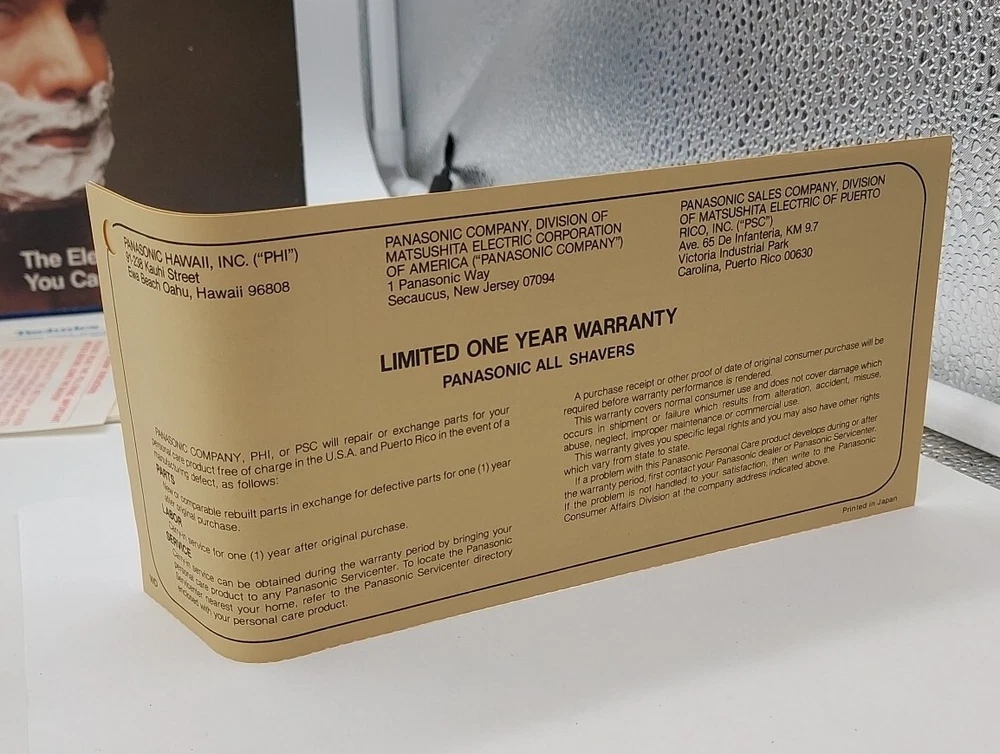 The Ele
You Ca
Technics
PANASONIC HAWAII, INC. (“PHI”)
91-238 Kauhi Street
Ewa Beach Oahu, Hawaii 96808
PANASONIC COMPANY, DIVISION OF
MATSUSHITA ELECTRIC CORPORATION
OF AMERICA (“PANASONIC COMPANY”)
1 Panasonic Way
Secaucus, New Jersey 07094
PANASONIC SALES COMPANY, DIVISION
OF MATSUSHITA ELECTRIC OF PUERTO
RICO, INC. (“PSC”)
Ave. 65 De Infanteria, KM 9.7
Victoria Industrial Park
Carolina, Puerto Rico 00630
LIMITED ONE YEAR WARRANTY
PANASONIC ALL SHAVERS
PANASONIC COMPANY, PHI, or PSC will repair or exchange parts for your
personal care product free of charge in the U.S.A. and Puerto Rico in the event of a
manufacturing defect, as follows:
PARTS
New or comparable rebuilt parts in exchange for defective parts for one (1) year
after original purchase.
LABOR
Carry-in service for one (1) year after original purchase.
SERVICE
Carry-in service can be obtained during the warranty period by bringing your
personal care product to any Panasonic Servicenter. To locate the Panasonic
Servicenter nearest your home, refer to the Panasonic Servicenter directory
enclosed with your personal care product.
A purchase receipt or other proof of date of original consumer purchase will be
required before warranty performance is rendered.
This warranty covers normal consumer use and does not cover damage which
occurs in shipment or failure which results from alteration, accident, misuse,
abuse, neglect, improper maintenance or commercial use.
This warranty gives you specific legal rights and you may also have other rights
which vary from state to state.
If a problem with this Panasonic Personal Care product develops during or after
the warranty period, first contact your Panasonic dealer or Panasonic Servicenter.
If the problem is not handled to your satisfaction, then write to the Panasonic
Consumer Affairs Division at the company address indicated above.
Printed in Japan